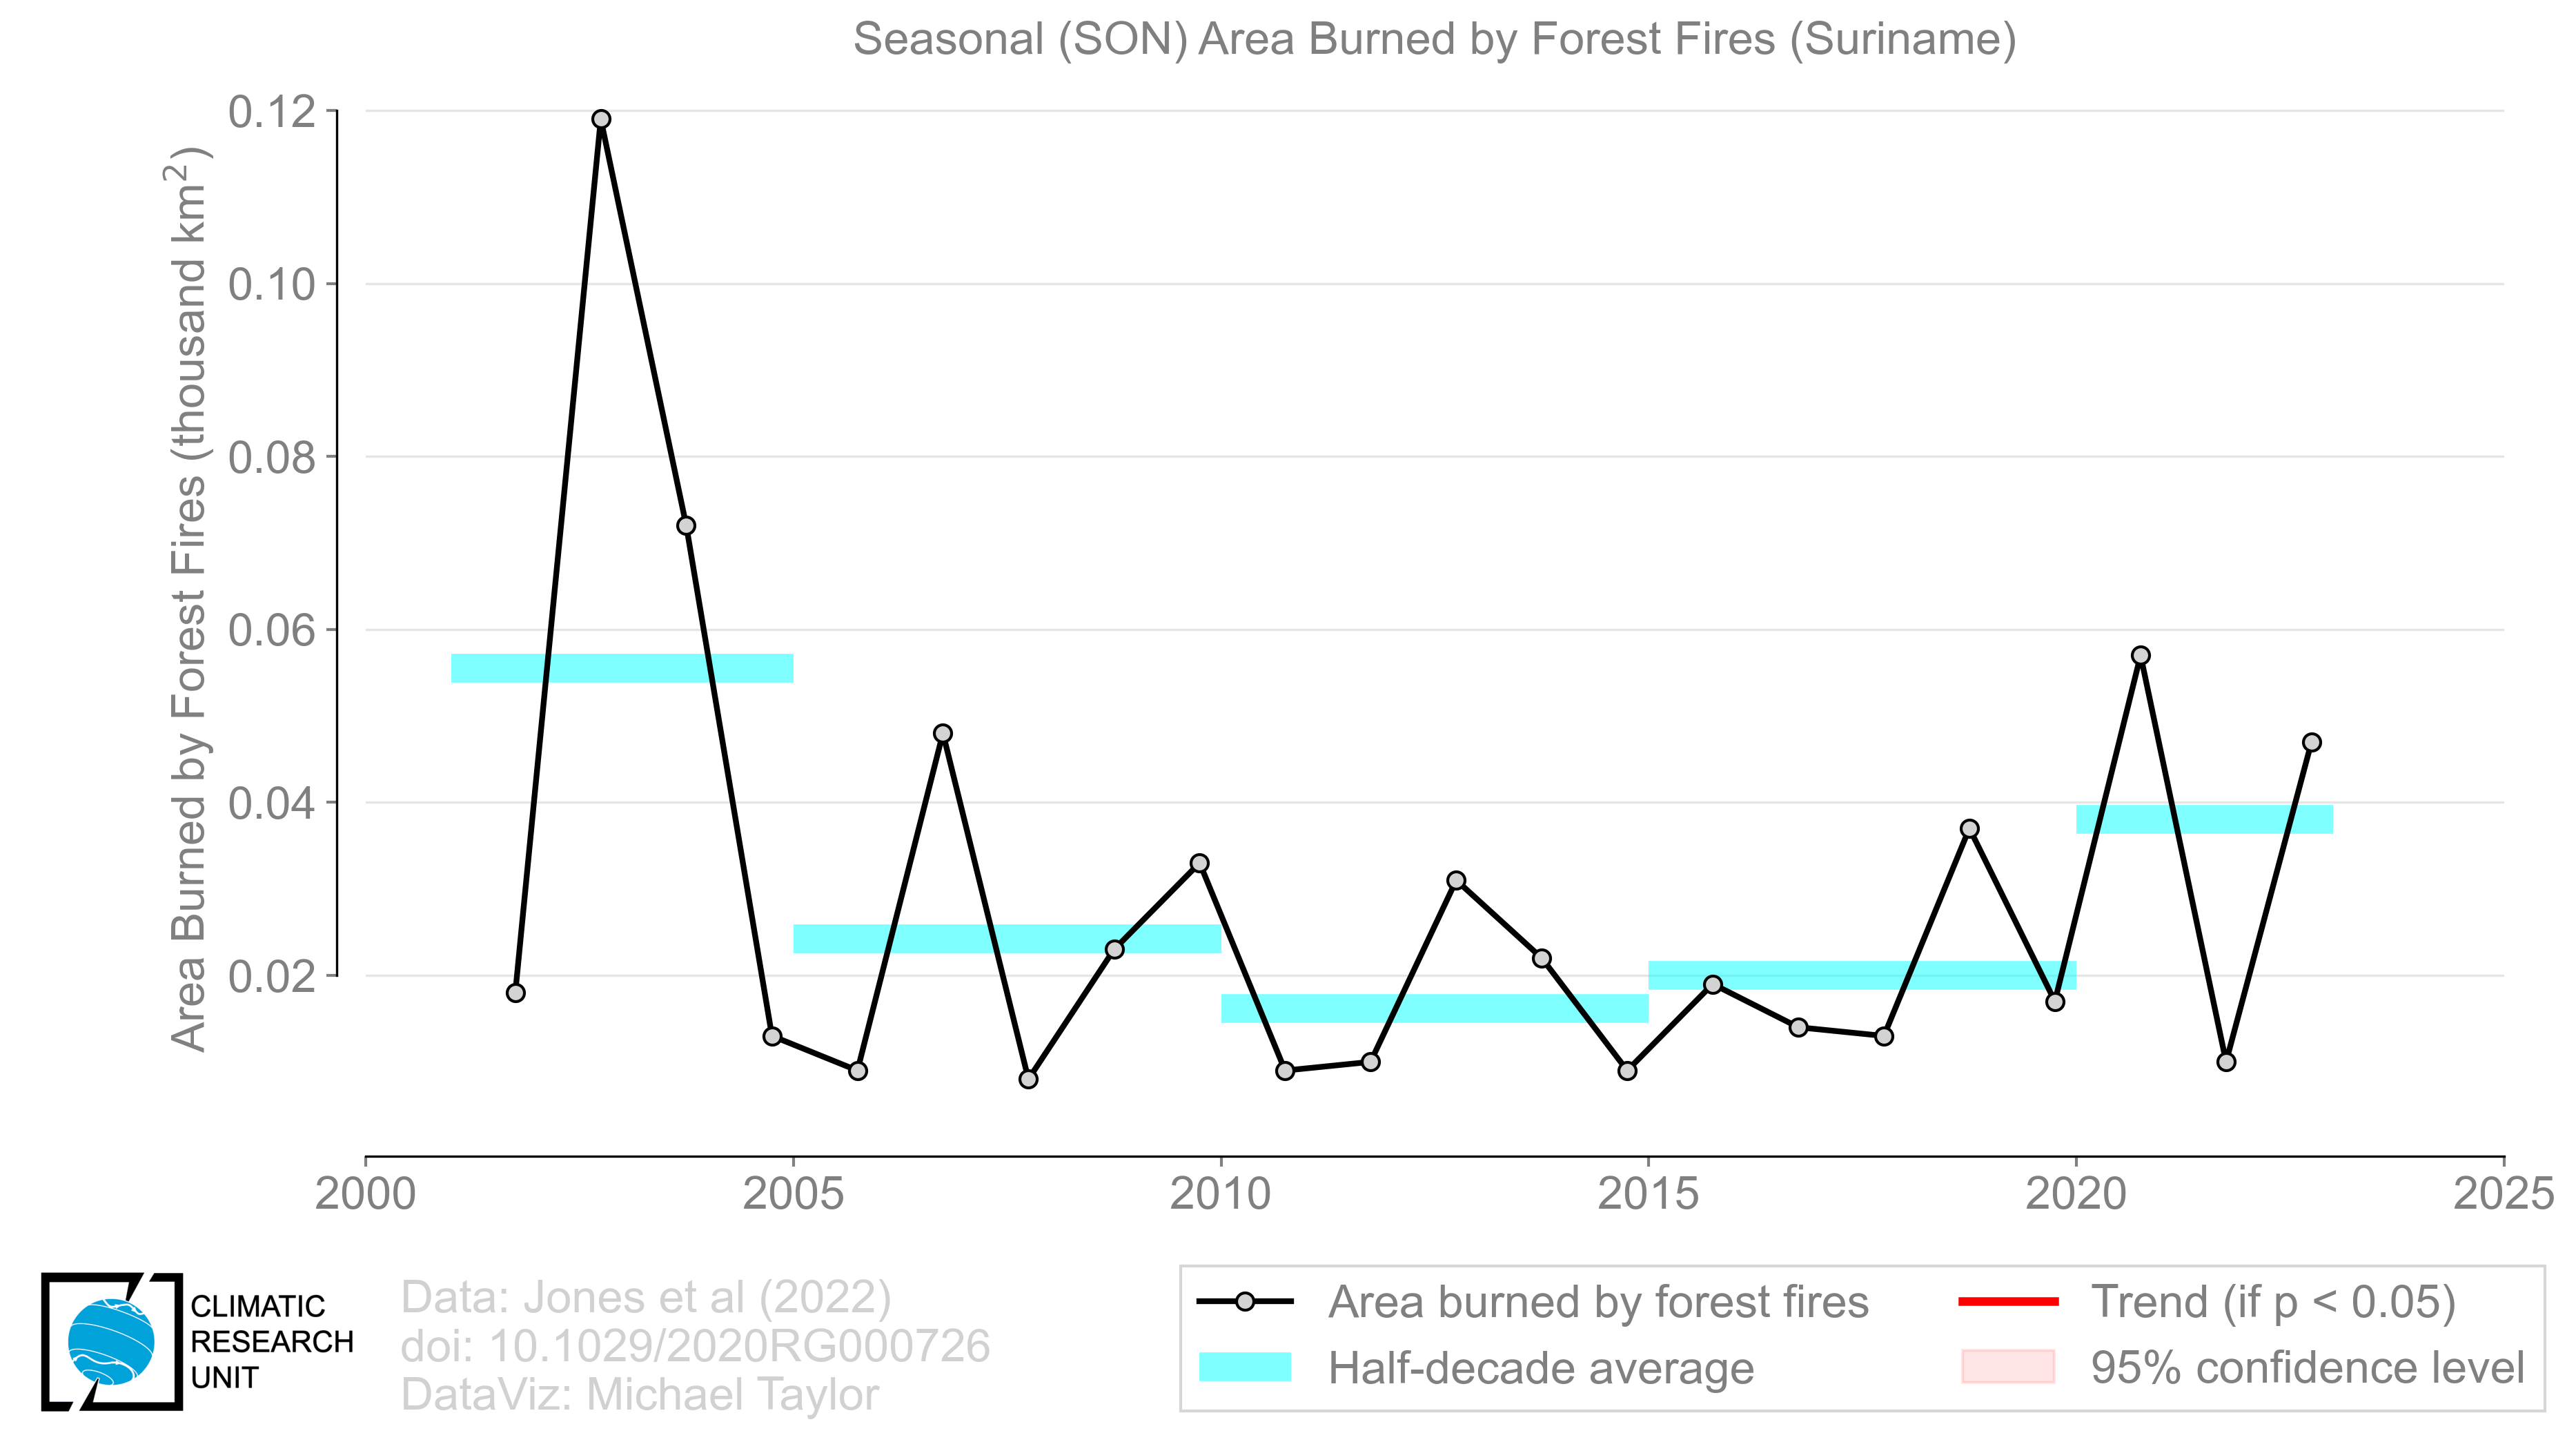 Seasonal (SON) Area Burned by Forest Fires (Suriname)
Area Burned by Forest Fires (thousand km²)
0.12
0.10
0.08
0.06
0.04
0.02
2000 2005 2010 2015 2020 2025
CLIMATIC
RESEARCH
UNIT
Data: Jones et al (2022)
doi: 10.1029/2020RG000726
DataViz: Michael Taylor
Area burned by forest fires
Half-decade average
Trend (if p < 0.05)
95% confidence level